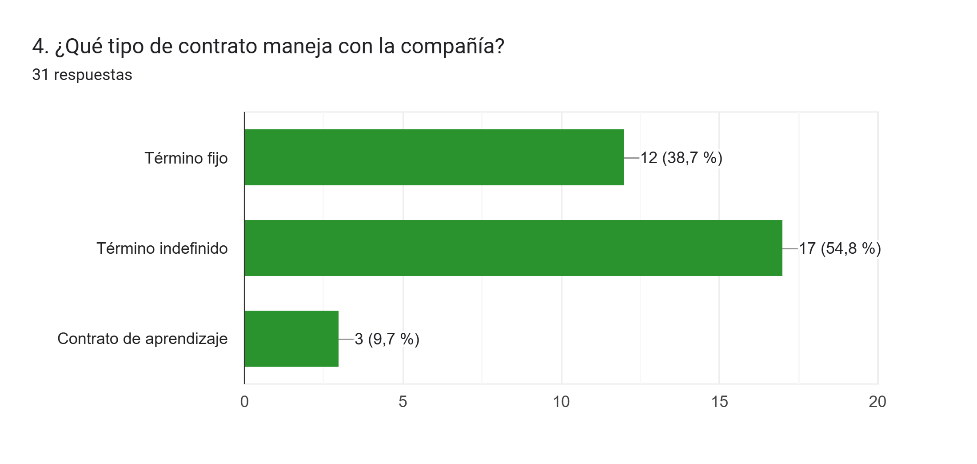 4. ¿Qué tipo de contrato maneja con la compañía?
31 respuestas
Término fijo
12 (38,7 %)
Término indefinido
17 (54,8 %)
Contrato de aprendizaje
3 (9,7 %)
0 5 10 15 20